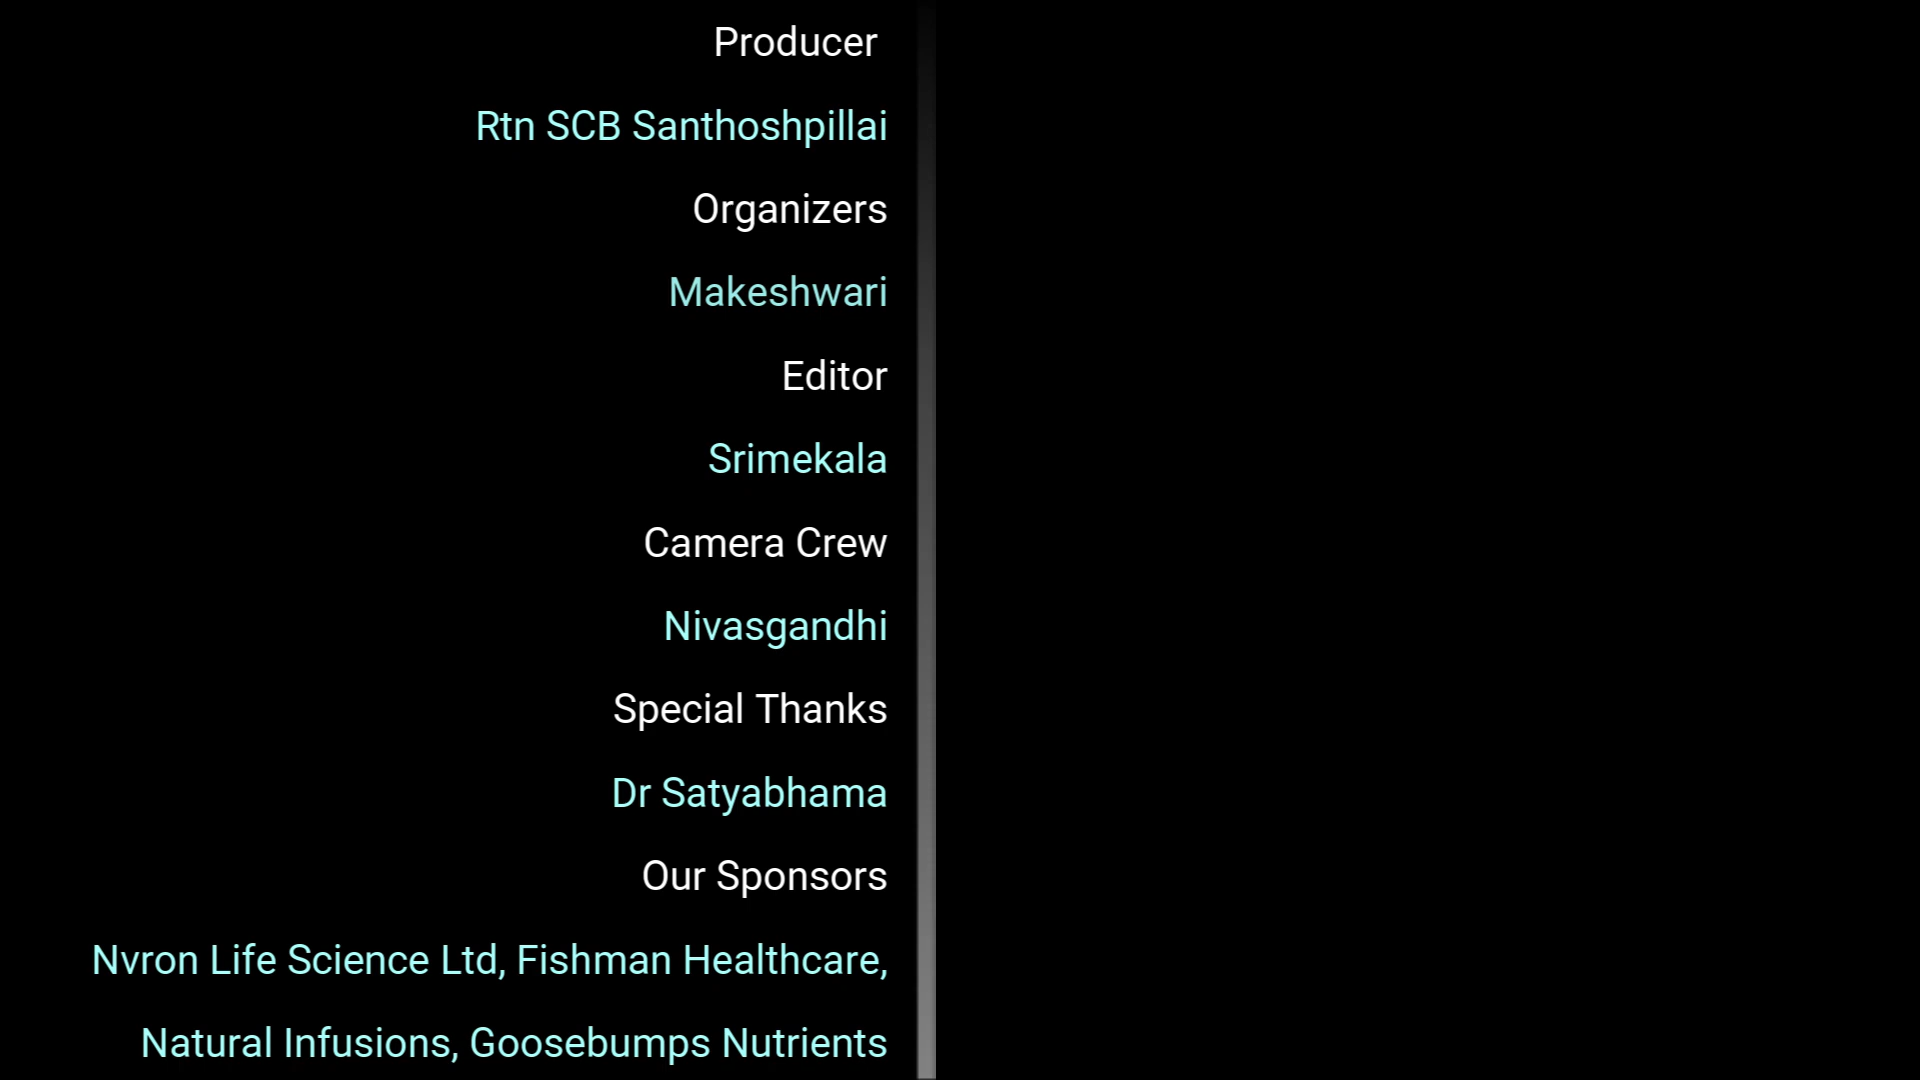 Producer
Rtn SCB Santhoshpillai
Organizers
Makeshwari
Editor
Srimekala
Camera Crew
Nivasgandhi
Special Thanks
Dr Satyabhama
Our Sponsors
Nvron Life Science Ltd, Fishman Healthcare,
Natural Infusions, Goosebumps Nutrients